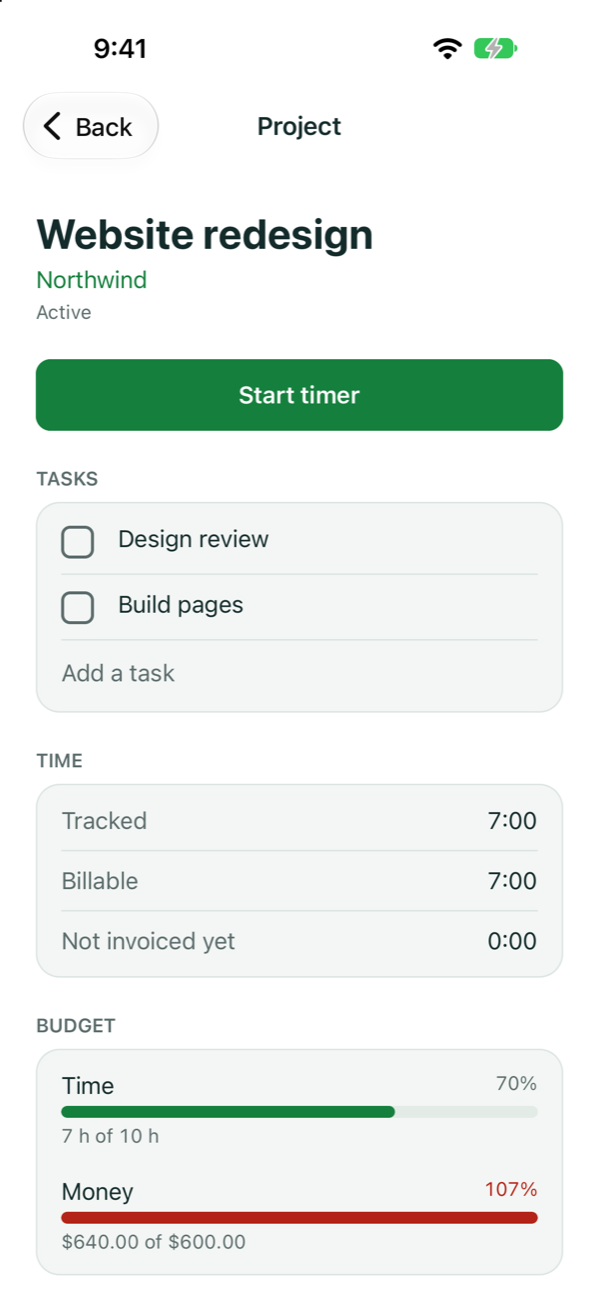 9:41
Back
Project
Website redesign
Northwind
Active
Start timer
TASKS
Design review
Build pages
Add a task
TIME
Tracked 7:00
Billable 7:00
Not invoiced yet 0:00
BUDGET
Time 70%
7 h of 10 h
Money 107%
$640.00 of $600.00